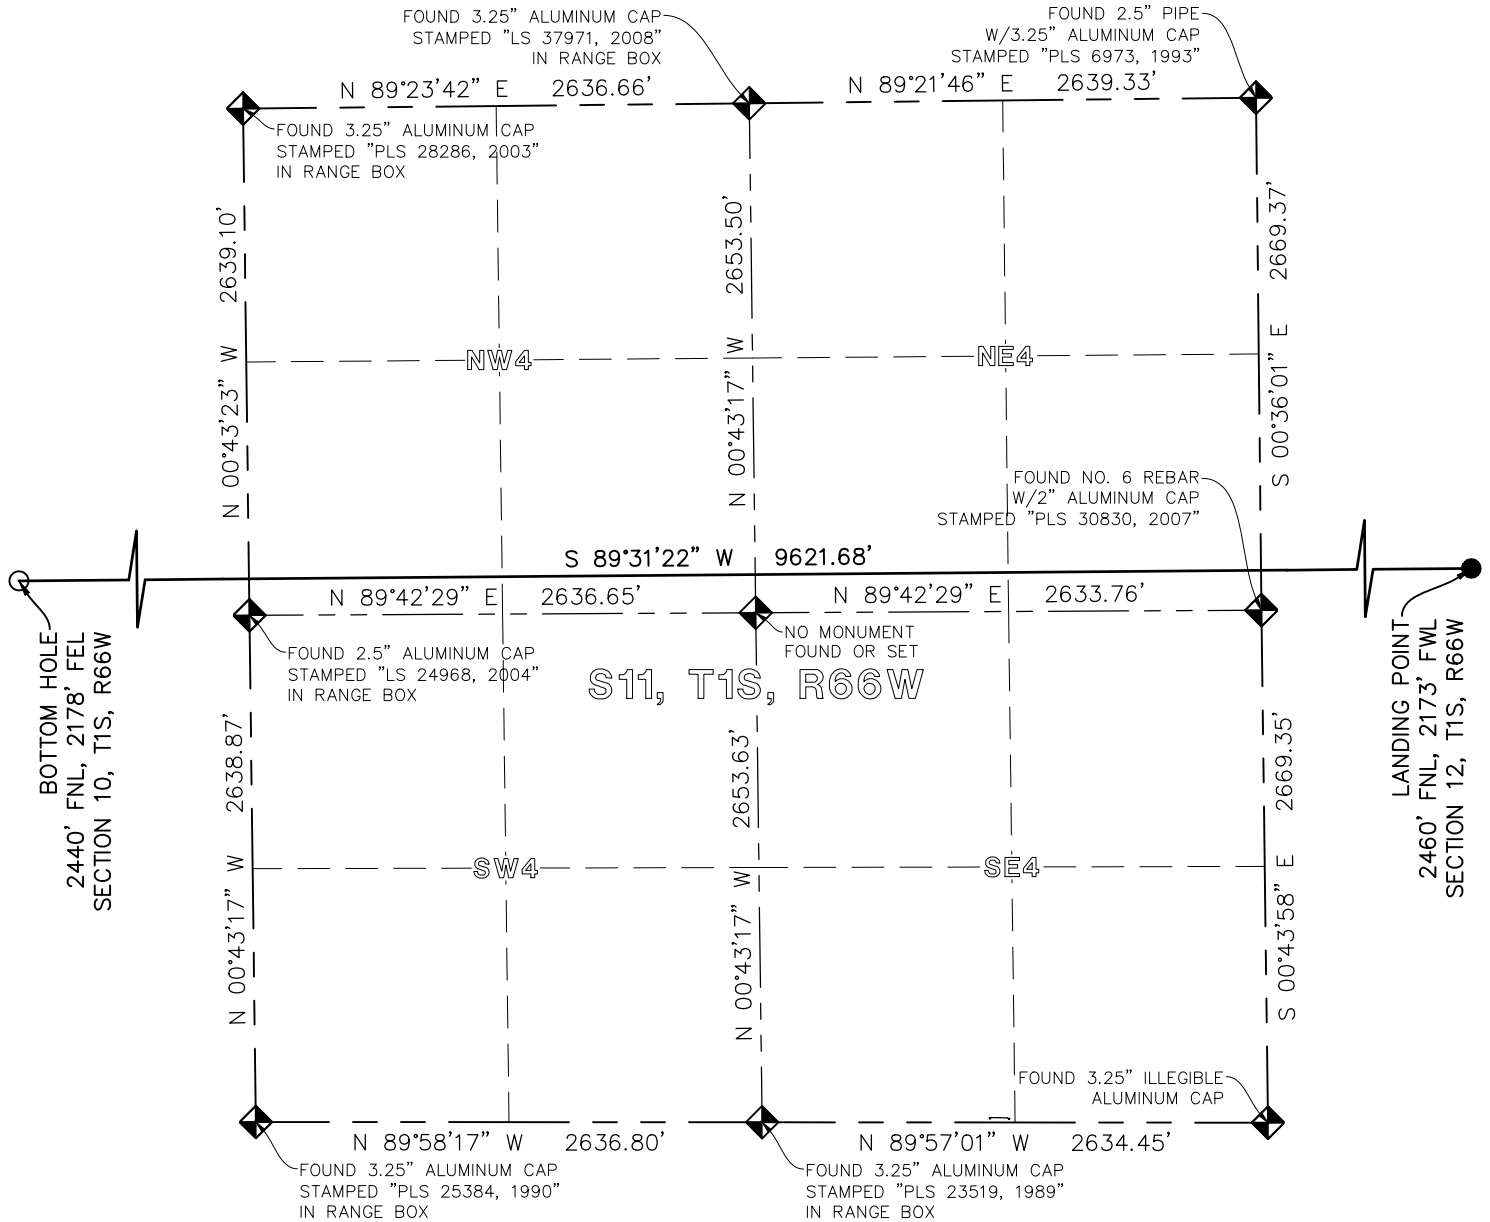 FOUND 3.25" ALUMINUM CAP
STAMPED "LS 37971, 2008"
IN RANGE BOX
FOUND 2.5" PIPE
W/3.25" ALUMINUM CAP
STAMPED "PLS 6973, 1993"
N 89°23'42" E 2636.66'
N 89°21'46" E 2639.33'
FOUND 3.25" ALUMINUM CAP
STAMPED "PLS 28286, 2003"
IN RANGE BOX
N 00°43'23" W 2639.10'
N 00°43'17" W 2653.50'
S 00°36'01" E 2669.37'
NW4
NE4
FOUND NO. 6 REBAR
W/2" ALUMINUM CAP
STAMPED "PLS 30830, 2007"
S 89°31'22" W 9621.68'
N 89°42'29" E 2636.65'
N 89°42'29" E 2633.76'
NO MONUMENT
FOUND OR SET
FOUND 2.5" ALUMINUM CAP
STAMPED "LS 24968, 2004"
IN RANGE BOX
S11, T1S, R66W
BOTTOM HOLE
2440' FNL, 2178' FEL
SECTION 10, T1S, R66W
LANDING POINT
2460' FNL, 2173' FWL
SECTION 12, T1S, R66W
N 00°43'17" W 2638.87'
N 00°43'17" W 2653.63'
S 00°43'58" E 2669.35'
SW4
SE4
FOUND 3.25" ILLEGIBLE
ALUMINUM CAP
N 89°58'17" W 2636.80'
N 89°57'01" W 2634.45'
FOUND 3.25" ALUMINUM CAP
STAMPED "PLS 25384, 1990"
IN RANGE BOX
FOUND 3.25" ALUMINUM CAP
STAMPED "PLS 23519, 1989"
IN RANGE BOX